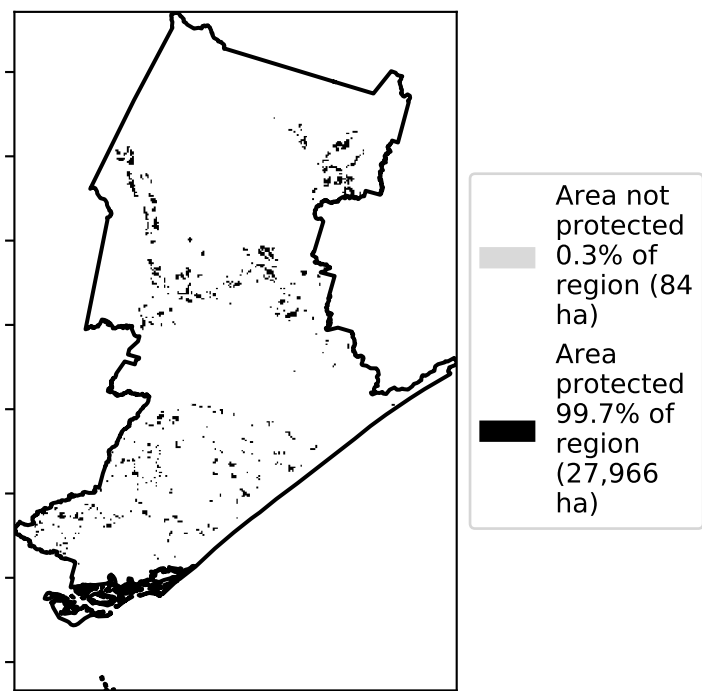 Area not
protected
0.3% of
region (84
ha)
Area
protected
99.7% of
region
(27,966
ha)